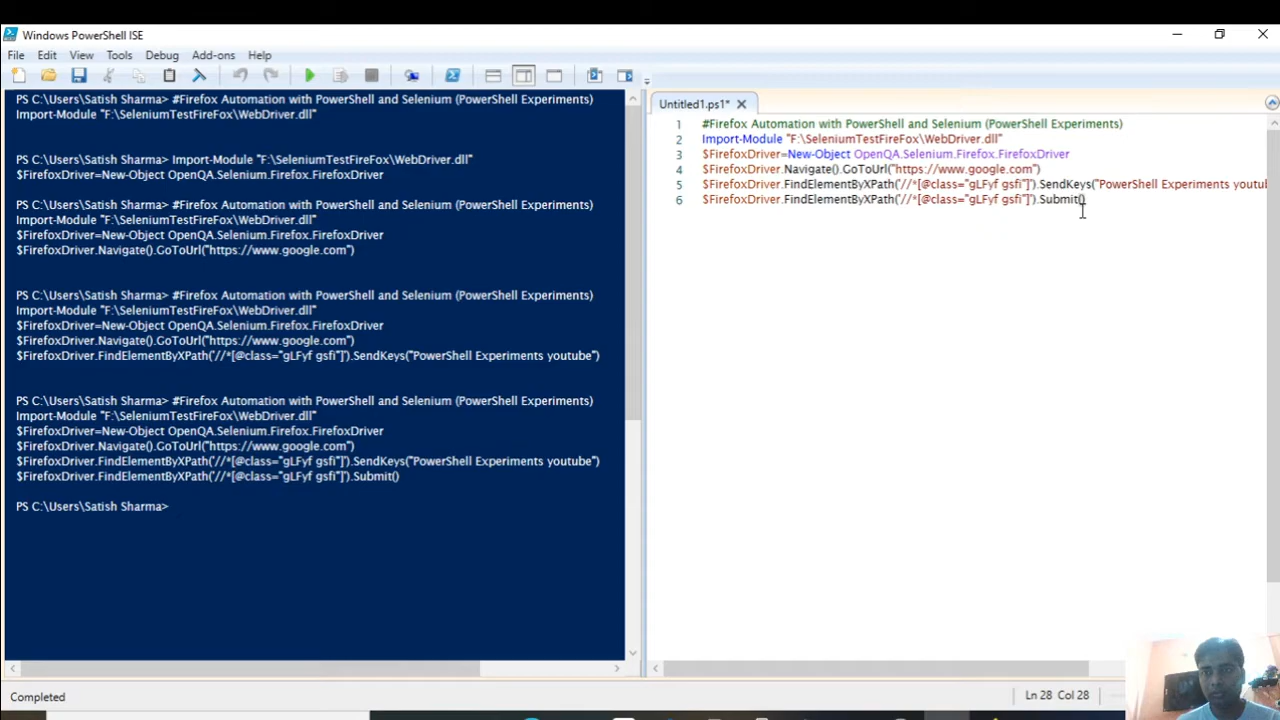 Windows PowerShell ISE
File Edit View Tools Debug Add-ons Help
PS C:\Users\Satish Sharma> #Firefox Automation with PowerShell and Selenium (PowerShell Experiments)
Import-Module "F:\SeleniumTestFireFox\WebDriver.dll"
PS C:\Users\Satish Sharma> Import-Module "F:\SeleniumTestFireFox\WebDriver.dll"
$FirefoxDriver=New-Object OpenQA.Selenium.Firefox.FirefoxDriver
PS C:\Users\Satish Sharma> #Firefox Automation with PowerShell and Selenium (PowerShell Experiments)
Import-Module "F:\SeleniumTestFireFox\WebDriver.dll"
$FirefoxDriver=New-Object OpenQA.Selenium.Firefox.FirefoxDriver
$FirefoxDriver.Navigate().GoToUrl("https://www.google.com")
PS C:\Users\Satish Sharma> #Firefox Automation with PowerShell and Selenium (PowerShell Experiments)
Import-Module "F:\SeleniumTestFireFox\WebDriver.dll"
$FirefoxDriver=New-Object OpenQA.Selenium.Firefox.FirefoxDriver
$FirefoxDriver.Navigate().GoToUrl("https://www.google.com")
$FirefoxDriver.FindElementByXPath('//*[@class="gLFyf gsfi"]').SendKeys("PowerShell Experiments youtube")
PS C:\Users\Satish Sharma> #Firefox Automation with PowerShell and Selenium (PowerShell Experiments)
Import-Module "F:\SeleniumTestFireFox\WebDriver.dll"
$FirefoxDriver=New-Object OpenQA.Selenium.Firefox.FirefoxDriver
$FirefoxDriver.Navigate().GoToUrl("https://www.google.com")
$FirefoxDriver.FindElementByXPath('//*[@class="gLFyf gsfi"]').SendKeys("PowerShell Experiments youtube")
$FirefoxDriver.FindElementByXPath('//*[@class="gLFyf gsfi"]').Submit()
PS C:\Users\Satish Sharma>
Untitled1.ps1*
1 #Firefox Automation with PowerShell and Selenium (PowerShell Experiments)
2 Import-Module "F:\SeleniumTestFireFox\WebDriver.dll"
3 $FirefoxDriver=New-Object OpenQA.Selenium.Firefox.FirefoxDriver
4 $FirefoxDriver.Navigate().GoToUrl("https://www.google.com")
5 $FirefoxDriver.FindElementByXPath('//*[@class="gLFyf gsfi"]').SendKeys("PowerShell Experiments youtub
6 $FirefoxDriver.FindElementByXPath('//*[@class="gLFyf gsfi"]').Submit()
Completed
Ln 28 Col 28